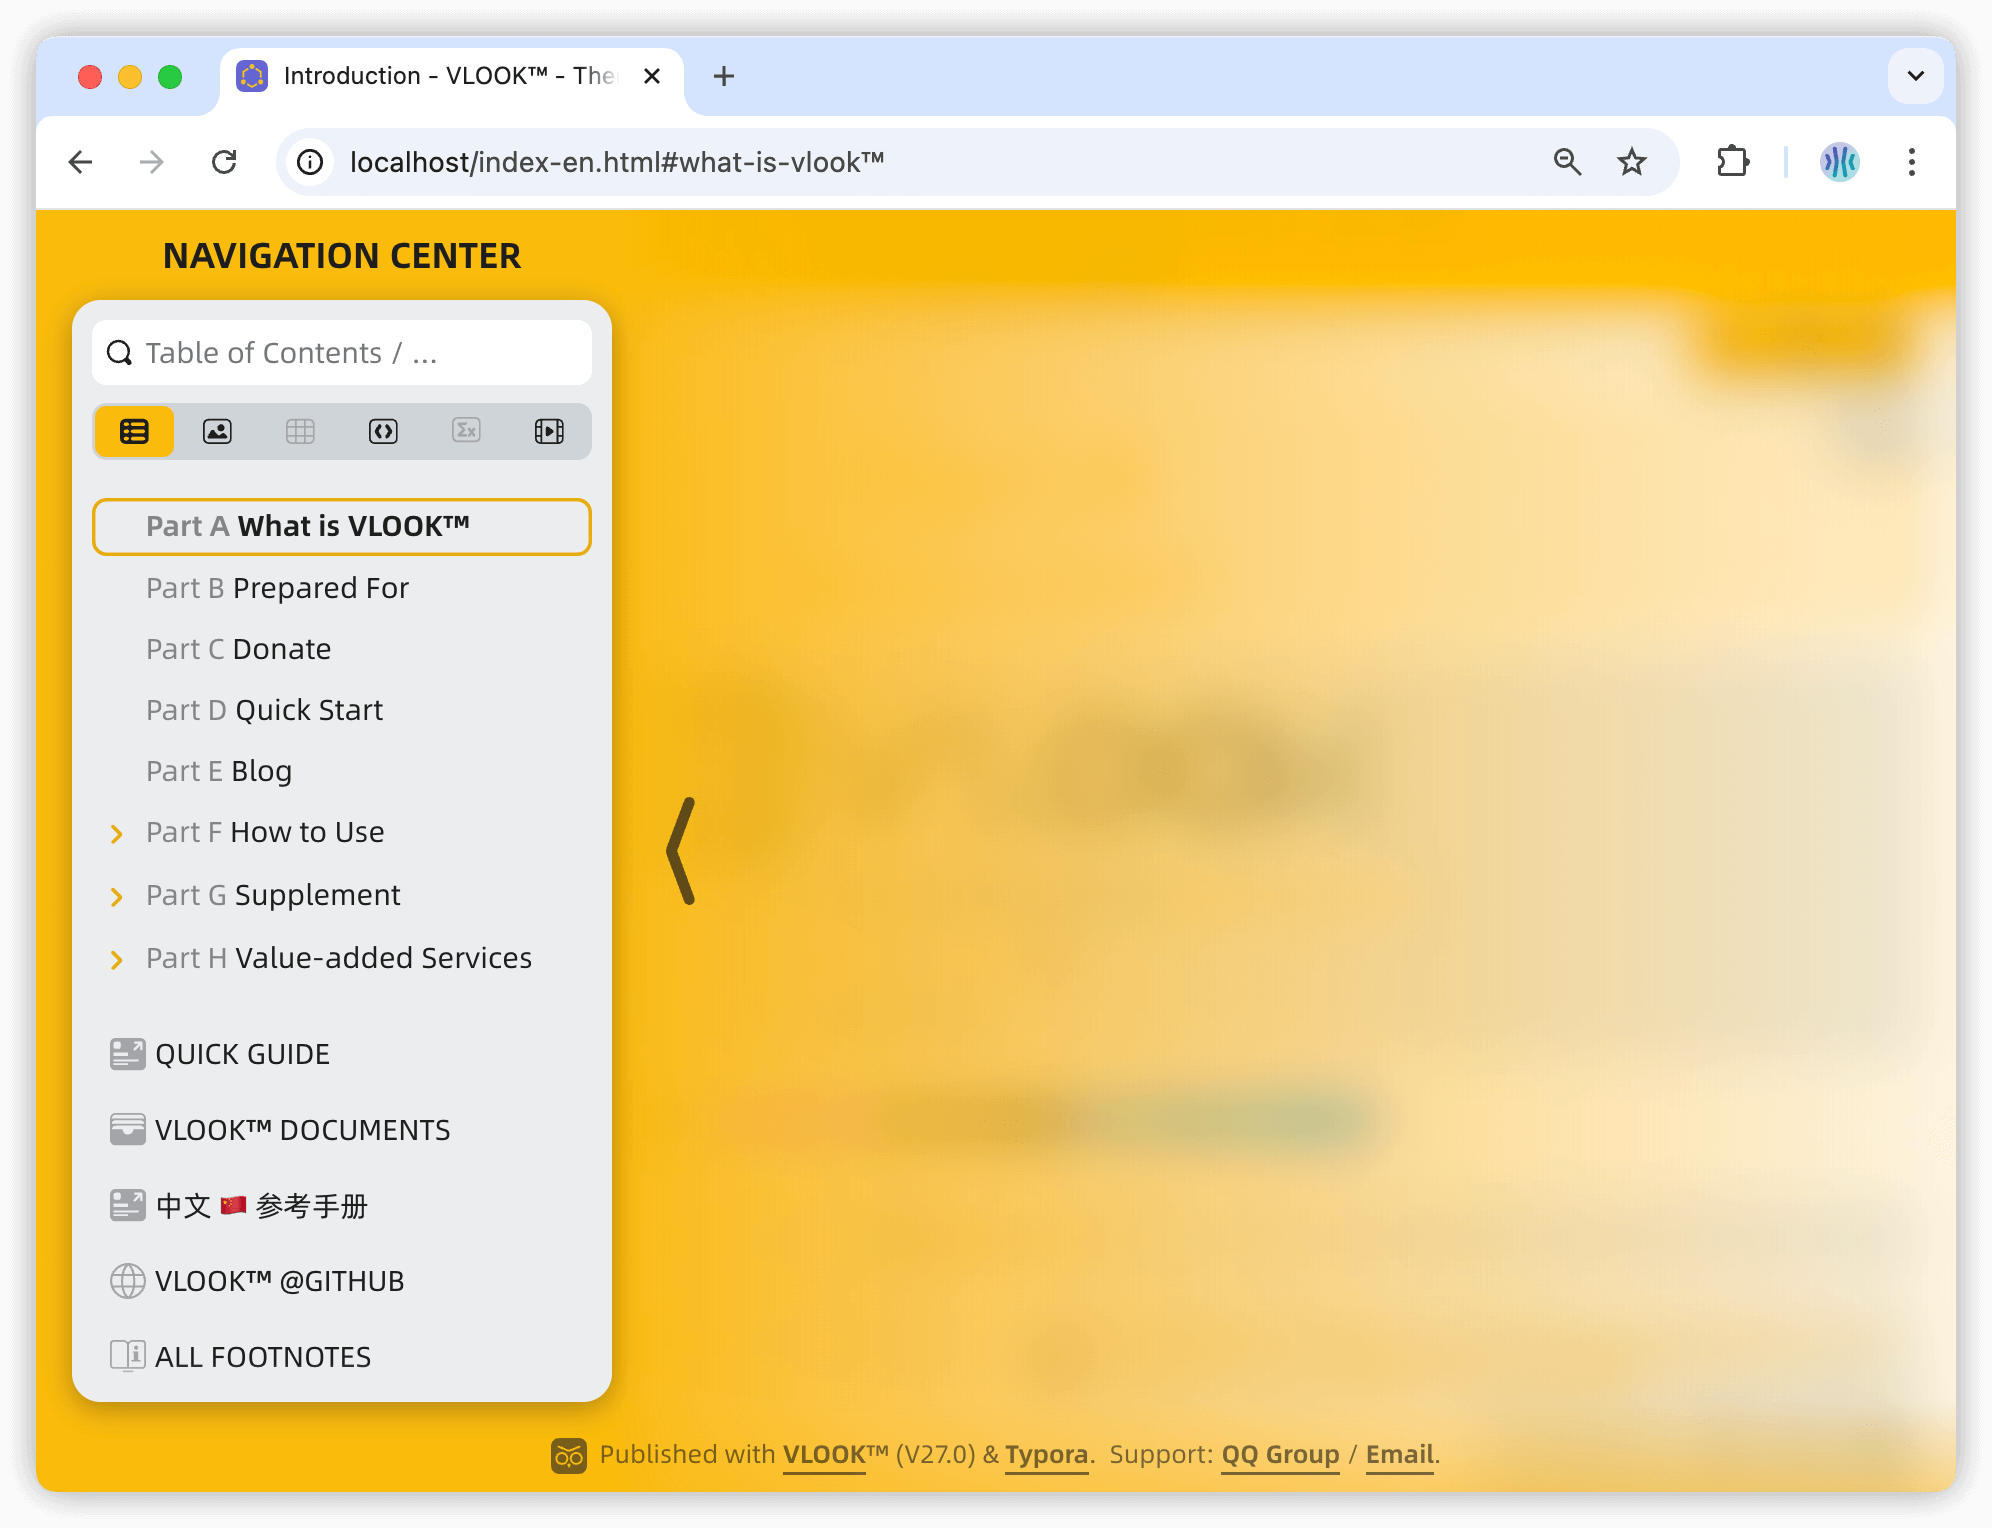 Introduction - VLOOK™ - The
localhost/index-en.html#what-is-vlook™
NAVIGATION CENTER
Table of Contents / ...
Part A What is VLOOK™
Part B Prepared For
Part C Donate
Part D Quick Start
Part E Blog
Part F How to Use
Part G Supplement
Part H Value-added Services
QUICK GUIDE
VLOOK™ DOCUMENTS
中文 🇨🇳 参考手册
VLOOK™ @GITHUB
ALL FOOTNOTES
Published with VLOOK™ (V27.0) & Typora. Support: QQ Group / Email.